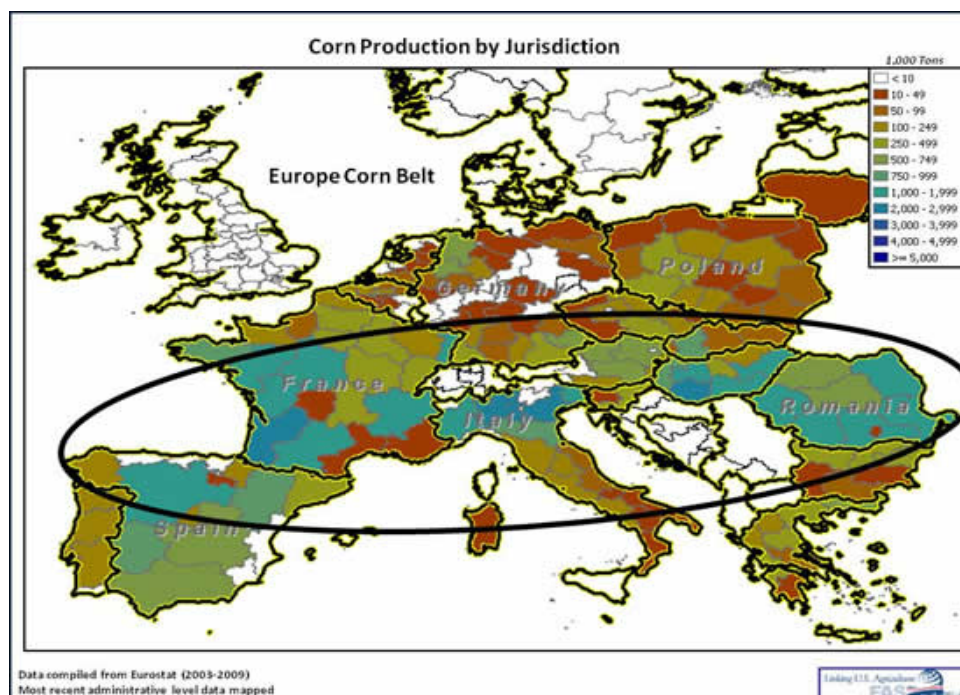 Corn Production by Jurisdiction
1,000 Tons
< 10
10 - 49
50 - 99
100 - 249
250 - 499
500 - 749
750 - 999
1,000 - 1,999
2,000 - 2,999
3,000 - 3,999
4,000 - 4,999
>= 5,000
Europe Corn Belt
Poland
Germany
France
Romania
Italy
Spain
Data compiled from Eurostat (2003-2009)
Most recent administrative level data mapped
Linking U.S. Agriculture
FAS